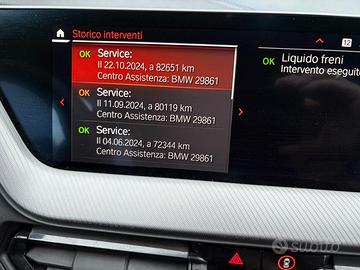 Storico interventi
12
OK Service:
Il 22.10.2024, a 82651 km
Centro Assistenza: BMW 29861
OK Service:
Il 11.09.2024, a 80119 km
Centro Assistenza: BMW 29861
OK Service:
Il 04.06.2024, a 72344 km
Centro Assistenza: BMW 29861
OK Liquido freni
Intervento eseguit
subito